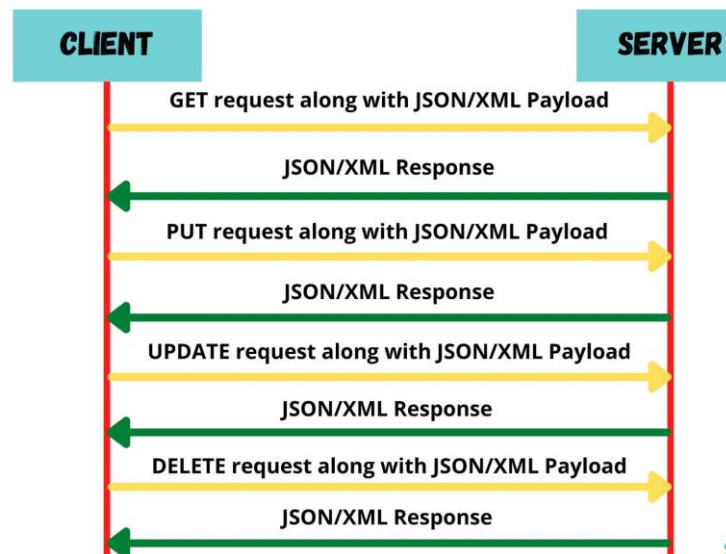 CLIENT
SERVER
GET request along with JSON/XML Payload
JSON/XML Response
PUT request along with JSON/XML Payload
JSON/XML Response
UPDATE request along with JSON/XML Payload
JSON/XML Response
DELETE request along with JSON/XML Payload
JSON/XML Response